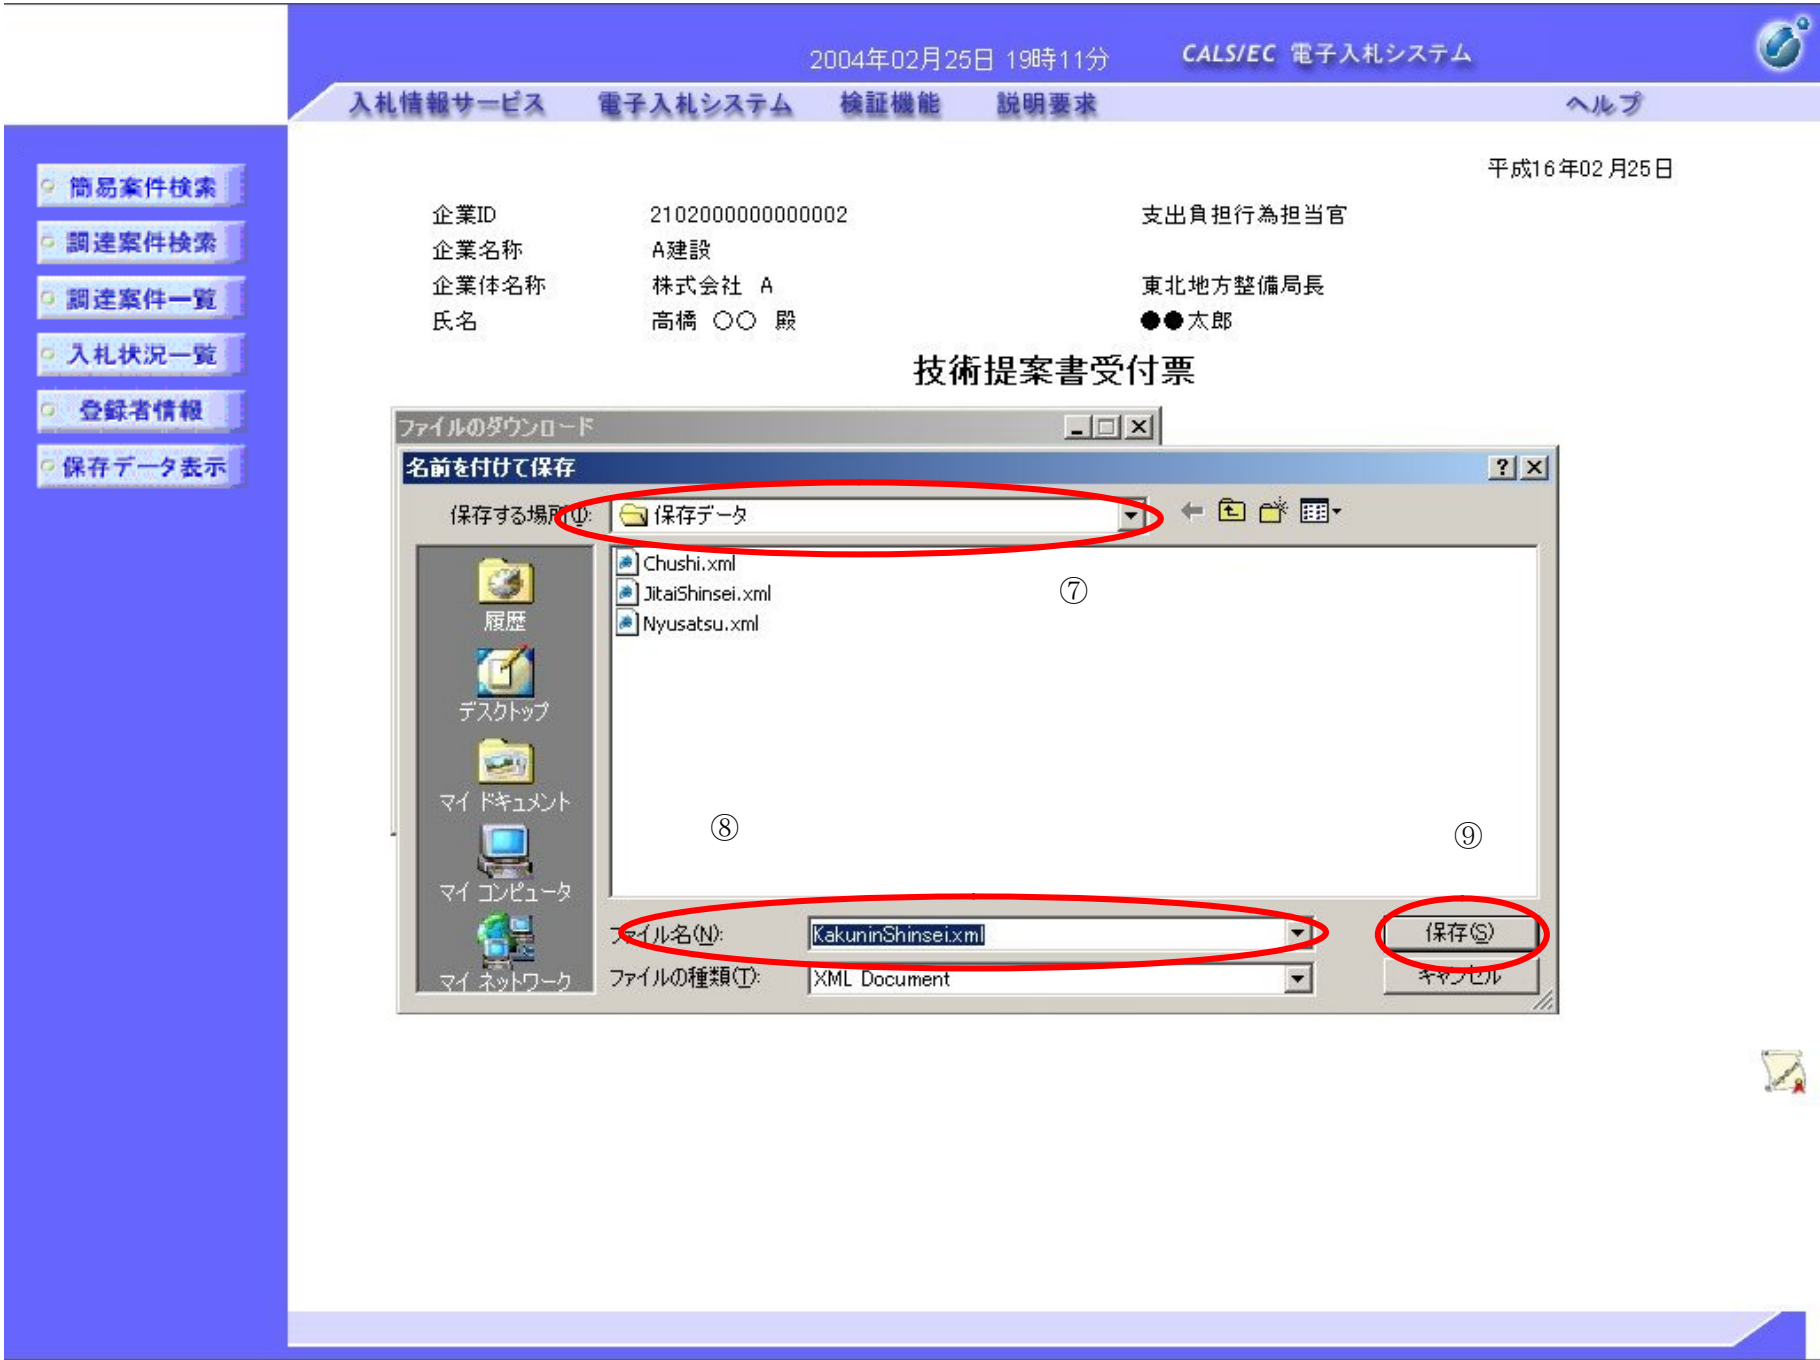 2004年02月25日 19時11分
CALS/EC 電子入札システム
入札情報サービス 電子入札システム 検証機能 説明要求 ヘルプ
簡易案件検索
調達案件検索
調達案件一覧
入札状況一覧
登録者情報
保存データ表示
平成16年02月25日
企業ID 2102000000000002 支出負担行為担当官
企業名称 A建設
企業体名称 株式会社 A 東北地方整備局長
氏名 高橋 〇〇 殿 ●●太郎
技術提案書受付票
ファイルのダウンロード
名前を付けて保存
保存する場所(I): 保存データ
Chushi.xml
JitaiShinsei.xml
Nyusatsu.xml
⑦
履歴
デスクトップ
マイ ドキュメント
マイ コンピュータ
マイ ネットワーク
⑧
⑨
ファイル名(N): KakuninShinsei.xml 保存(S)
ファイルの種類(T): XML Document キャンセル